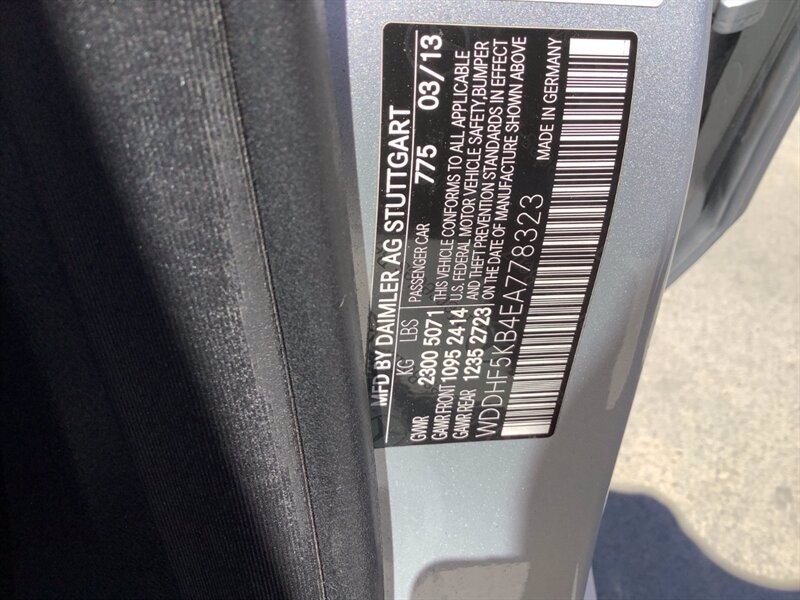 MFD BY DAIMLER AG STUTTGART
KG LBS PASSENGER CAR 775 03/13
GVWR 2300 5071 THIS VEHICLE CONFORMS TO ALL APPLICABLE
GAWR FRONT 1095 2414 U.S. FEDERAL MOTOR VEHICLE SAFETY, BUMPER
GAWR REAR 1235 2723 AND THEFT PREVENTION STANDARDS IN EFFECT
ON THE DATE OF MANUFACTURE SHOWN ABOVE
WDDHF5KB4EA778323 MADE IN GERMANY